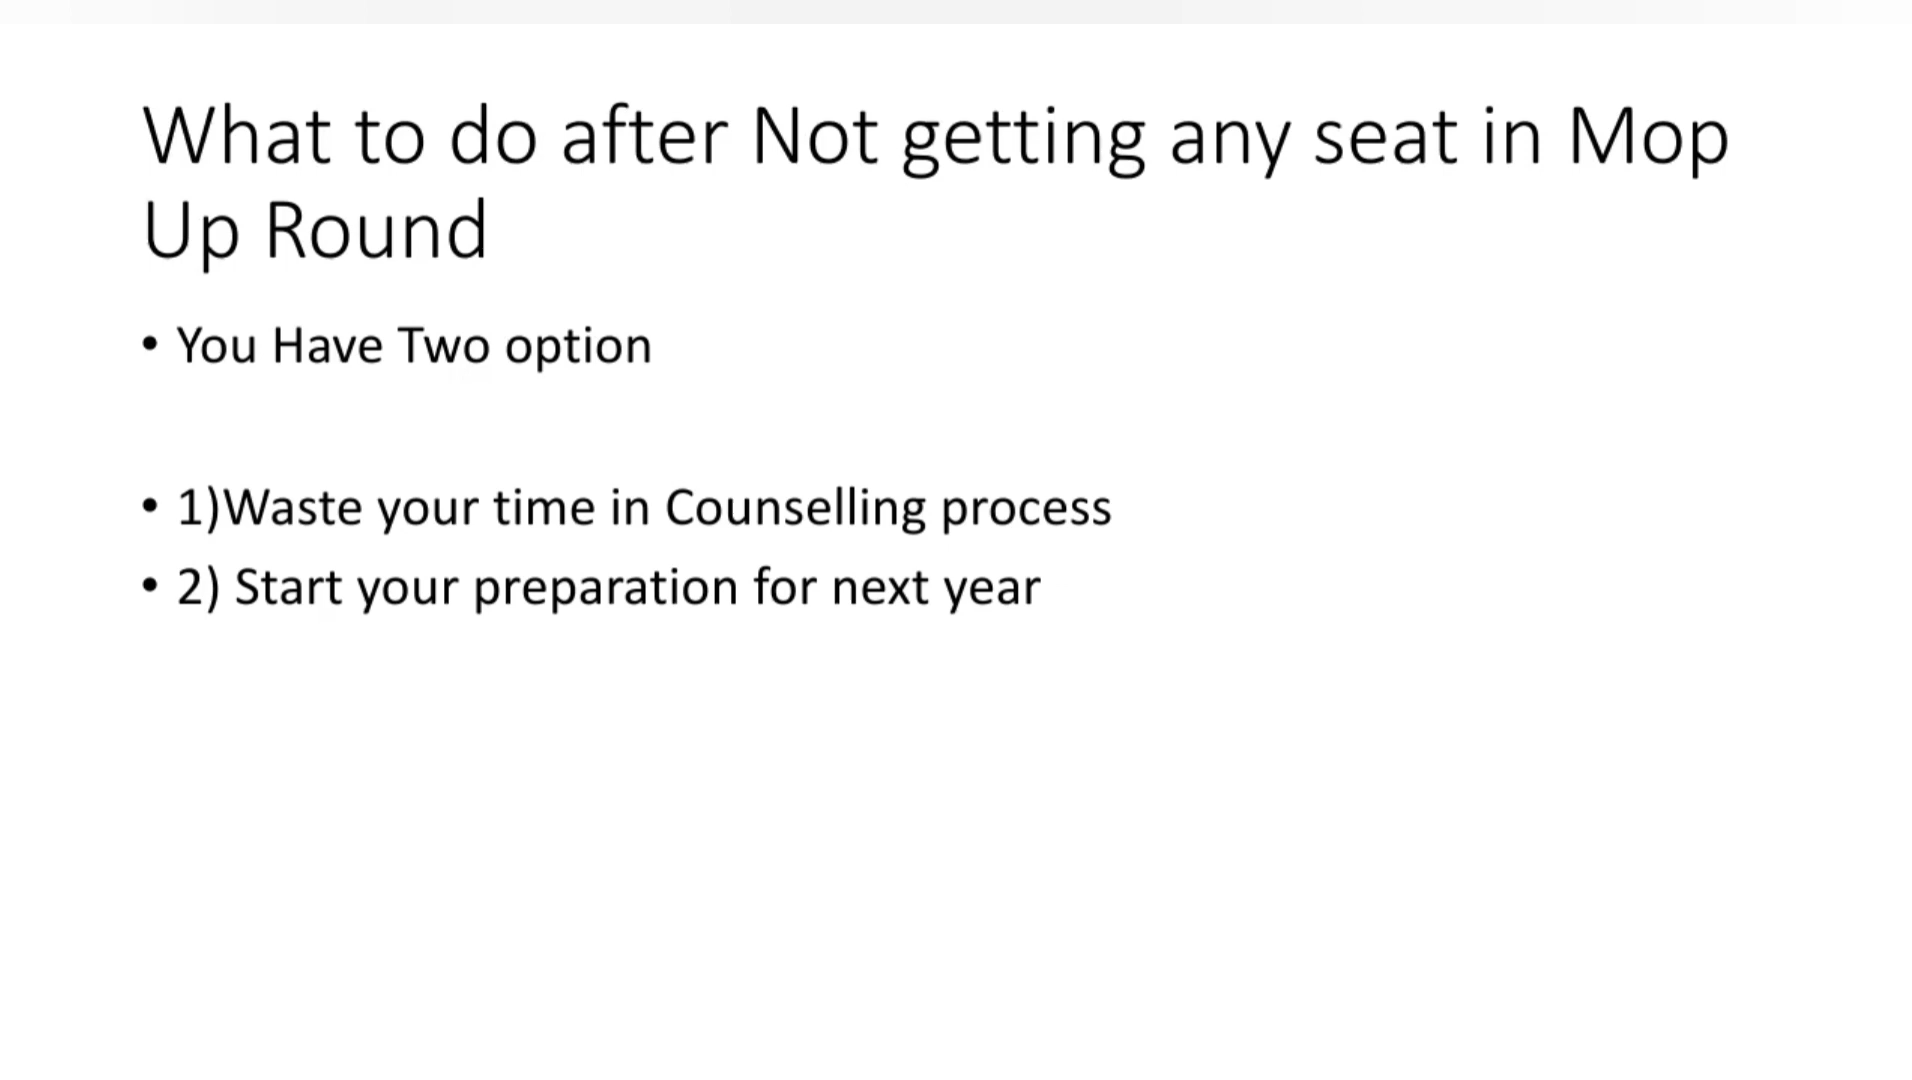 What to do after Not getting any seat in Mop
Up Round
• You Have Two option
• 1)Waste your time in Counselling process
• 2) Start your preparation for next year